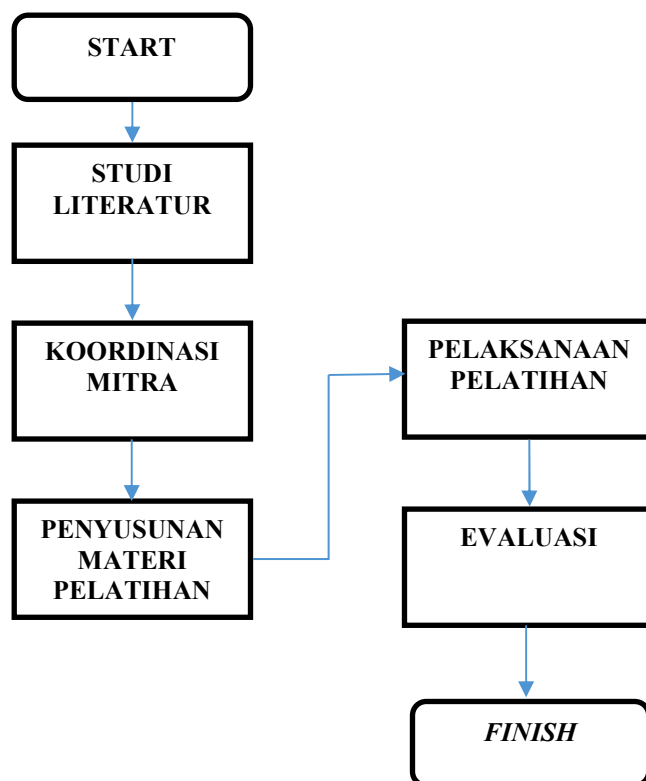 START
STUDI
LITERATUR
KOORDINASI
MITRA
PENYUSUNAN
MATERI
PELATIHAN
PELAKSANAAN
PELATIHAN
EVALUASI
FINISH